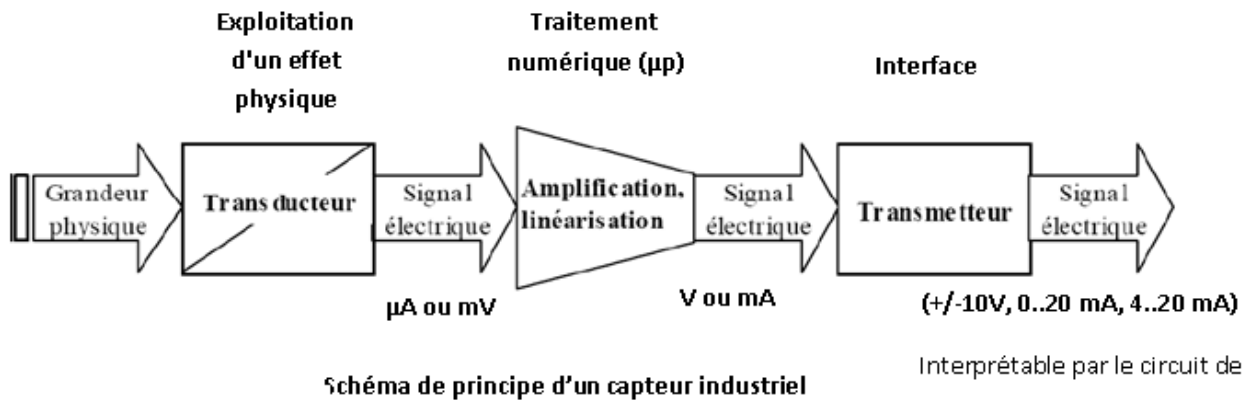 Exploitation
d'un effet
physique
Traitement
numérique (µp)
Interface
Grandeur
physique
Transducteur
Signal
électrique
Amplification,
linéarisation
Signal
électrique
Transmetteur
Signal
électrique
µA ou mV
V ou mA
(+/-10V, 0..20 mA, 4..20 mA)
Interprétable par le circuit de
Schéma de principe d'un capteur industriel